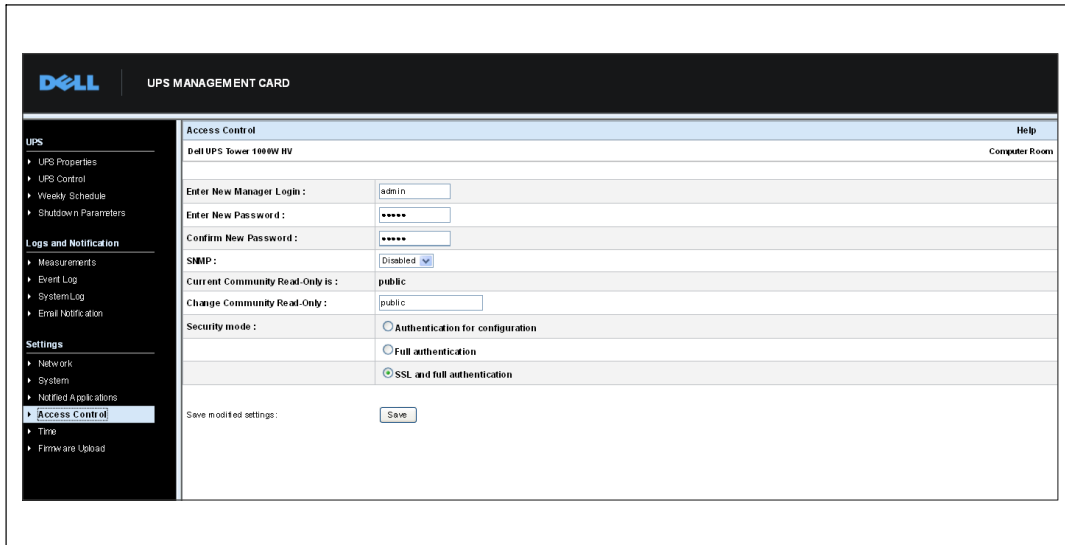 DELL
UPS MANAGEMENT CARD
UPS
UPS Properties
UPS Control
Weekly Schedule
Shutdown Parameters
Logs and Notification
Measurements
Event Log
System Log
Email Notification
Settings
Network
System
Notified Applications
Access Control
Time
Firmware Upload
Access Control Help
Dell UPS Tower 1000W HV Computer Room
Enter New Manager Login : admin
Enter New Password : •••••
Confirm New Password : •••••
SNMP : Disabled
Current Community Read-Only is : public
Change Community Read-Only : public
Security mode : Authentication for configuration
Full authentication
SSL and full authentication
Save modified settings: Save